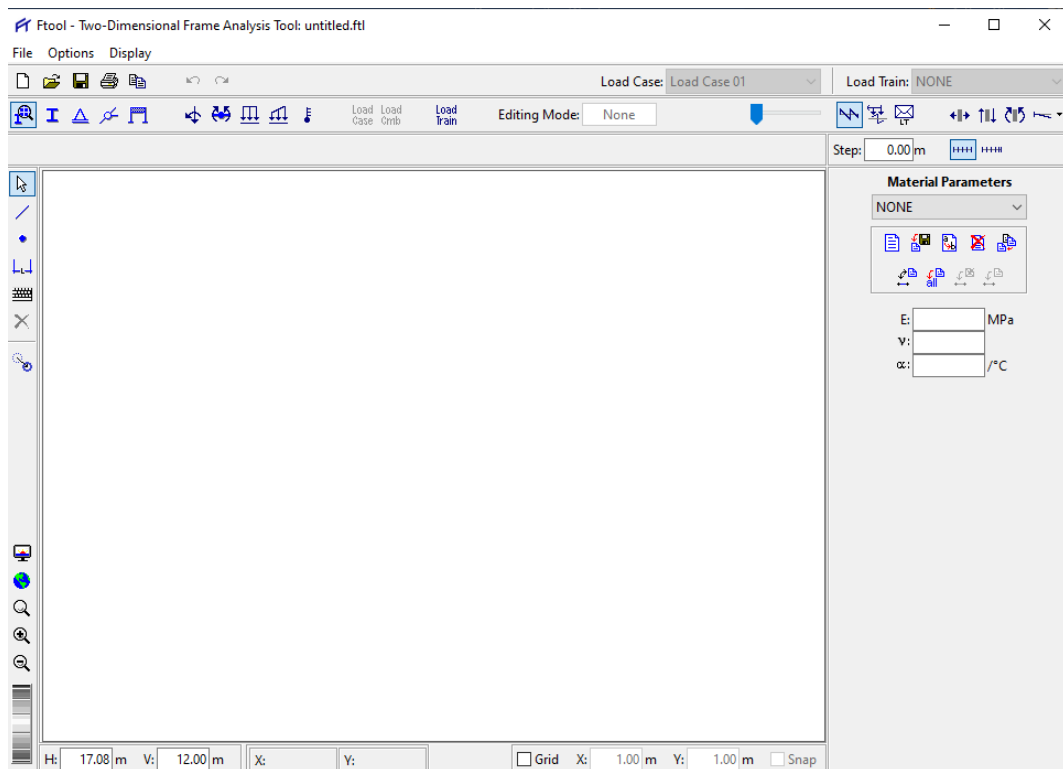 Ftool - Two-Dimensional Frame Analysis Tool: untitled.ftl
File Options Display
Load Case: Load Case 01 Load Train: NONE
Load Case Load Cmb Load Train Editing Mode: None LT
Step: 0.00 m
Material Parameters
NONE
L
a b
all
E: MPa
ν:
α: /°C
H: 17.08 m V: 12.00 m X: Y: Grid X: 1.00 m Y: 1.00 m Snap